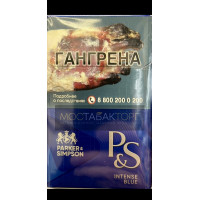 ГАНГРЕНА
Подробнее
о последствиях 8 800 200 0 200
МОСТАБАКТОРГ
PARKER &
SIMPSON
P&S
INTENSE
BLUE